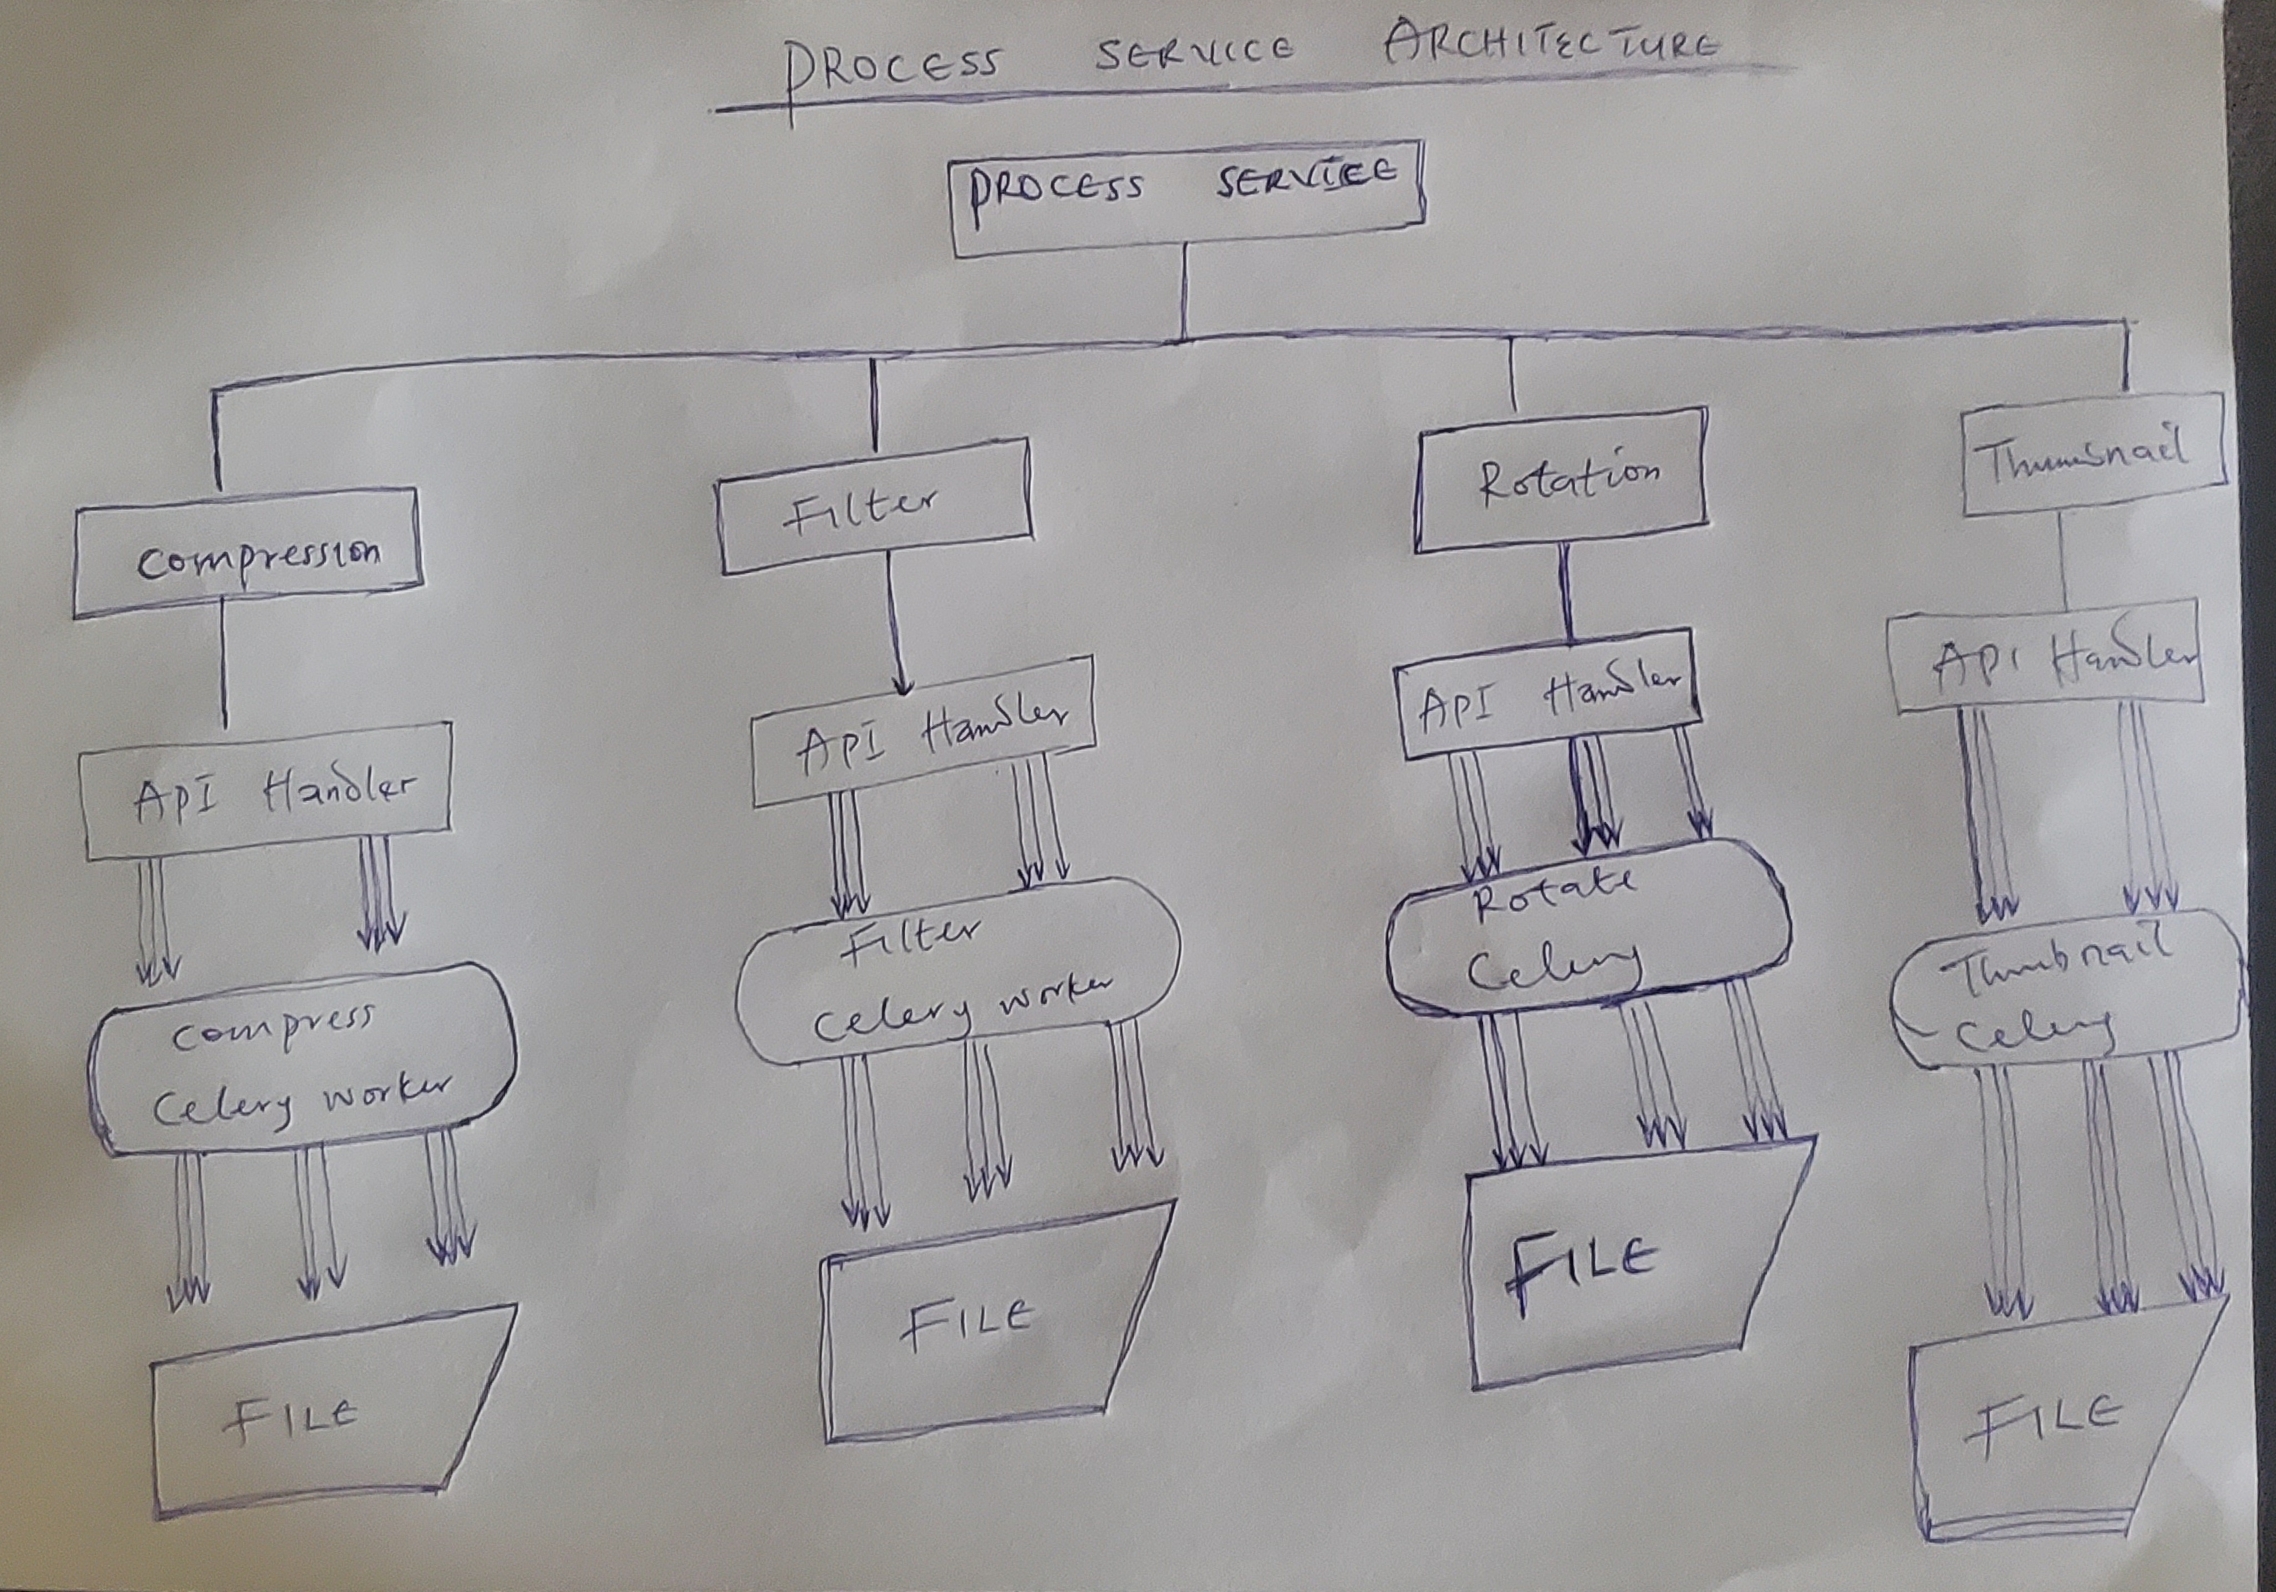 PROCESS SERVICE ARCHITECTURE
PROCESS SERVICE
Compression
Filter
Rotation
Thumbnail
API Handler
API Handler
API Handler
API Handler
Compress
Celery worker
Filter
Celery worker
Rotate
Celery
Thumbnail
Celery
FILE
FILE
FILE
FILE